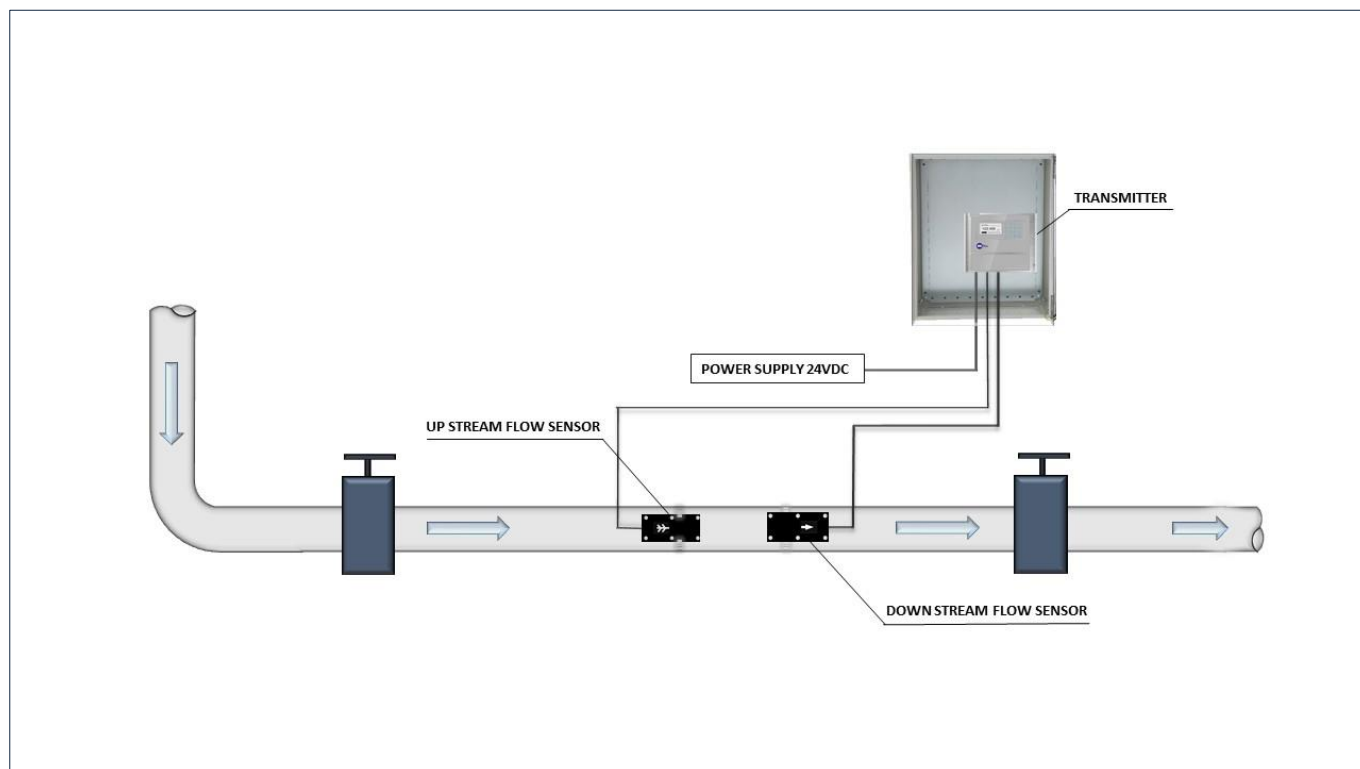 TRANSMITTER
POWER SUPPLY 24VDC
UP STREAM FLOW SENSOR
DOWN STREAM FLOW SENSOR